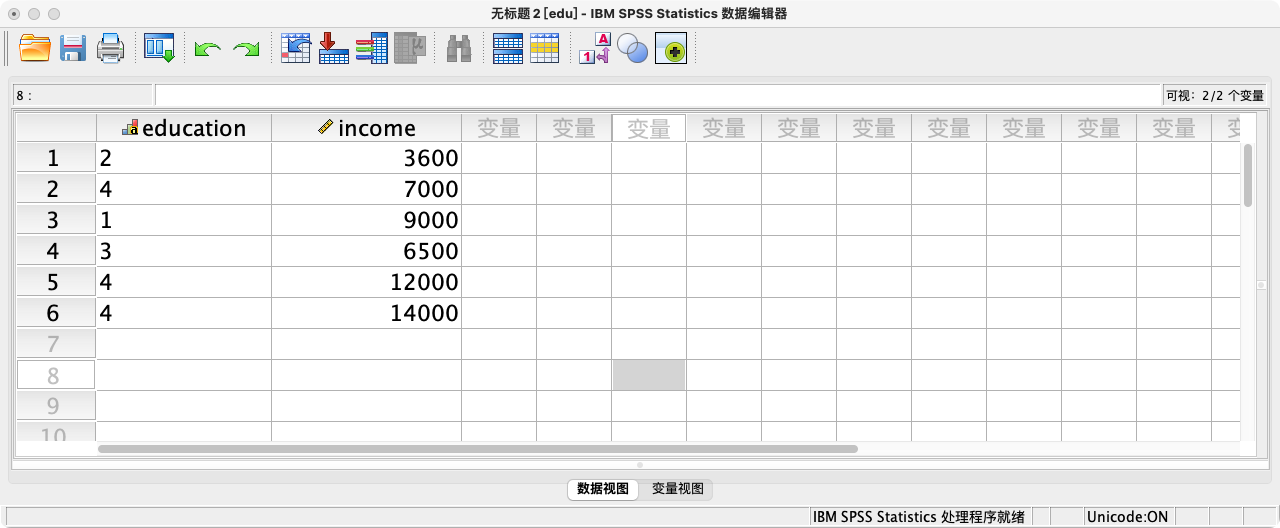 无标题 2 [edu] - IBM SPSS Statistics 数据编辑器
8 :
可视: 2/2 个变量
education income 变量 变量 变量 变量 变量 变量 变量 变量 变量 变量
1 2 3600
2 4 7000
3 1 9000
4 3 6500
5 4 12000
6 4 14000
7
8
9
10
数据视图 变量视图
IBM SPSS Statistics 处理程序就绪 Unicode:ON